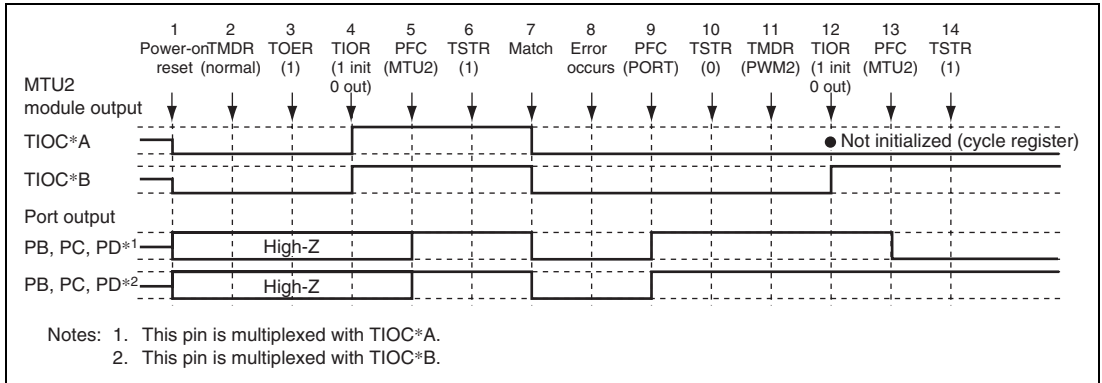 1 2 3 4 5 6 7 8 9 10 11 12 13 14
Power-on TMDR TOER TIOR PFC TSTR Match Error PFC TSTR TMDR TIOR PFC TSTR
reset (normal) (1) (1 init (MTU2) (1) occurs (PORT) (0) (PWM2) (1 init (MTU2) (1)
0 out) 0 out)
MTU2
module output
TIOC*A
● Not initialized (cycle register)
TIOC*B
Port output
PB, PC, PD*1 High-Z
PB, PC, PD*2 High-Z
Notes: 1. This pin is multiplexed with TIOC*A.
2. This pin is multiplexed with TIOC*B.